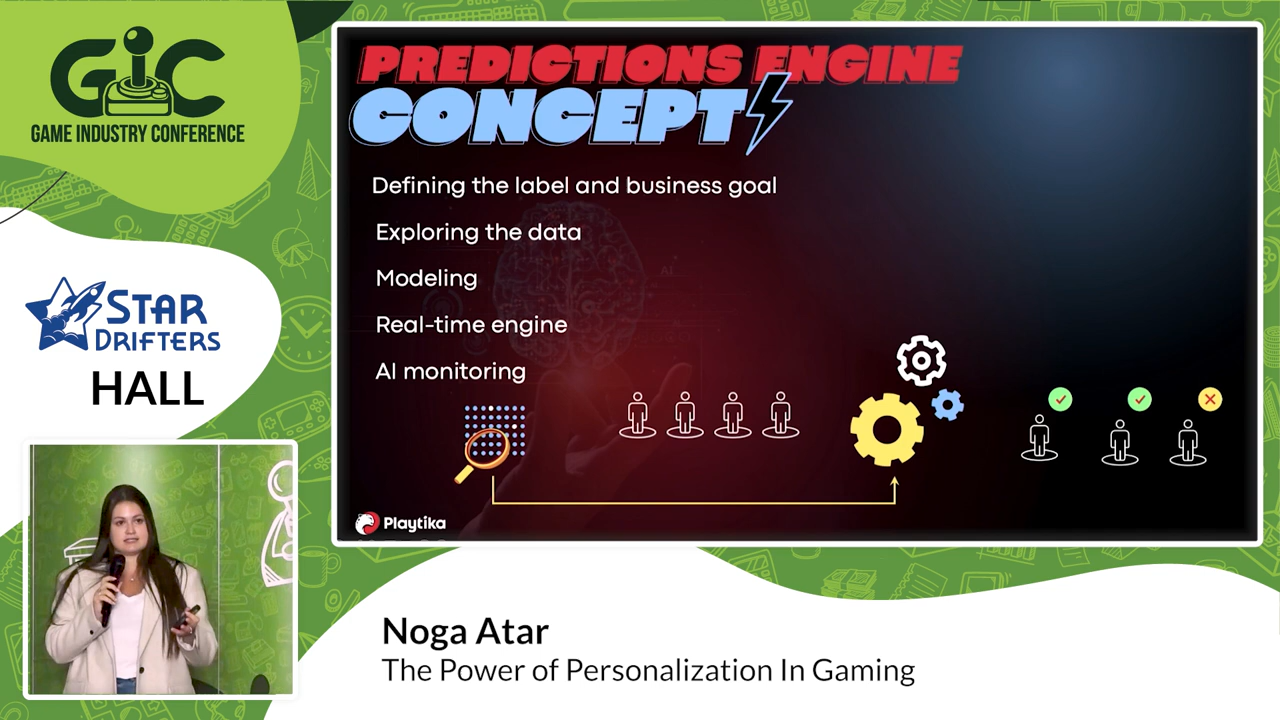 GIC
GAME INDUSTRY CONFERENCE
STAR
DRIFTERS
HALL
PREDICTIONS ENGINE
CONCEPT
Defining the label and business goal
Exploring the data
Modeling
Real-time engine
AI monitoring
Playtika
Noga Atar
The Power of Personalization In Gaming